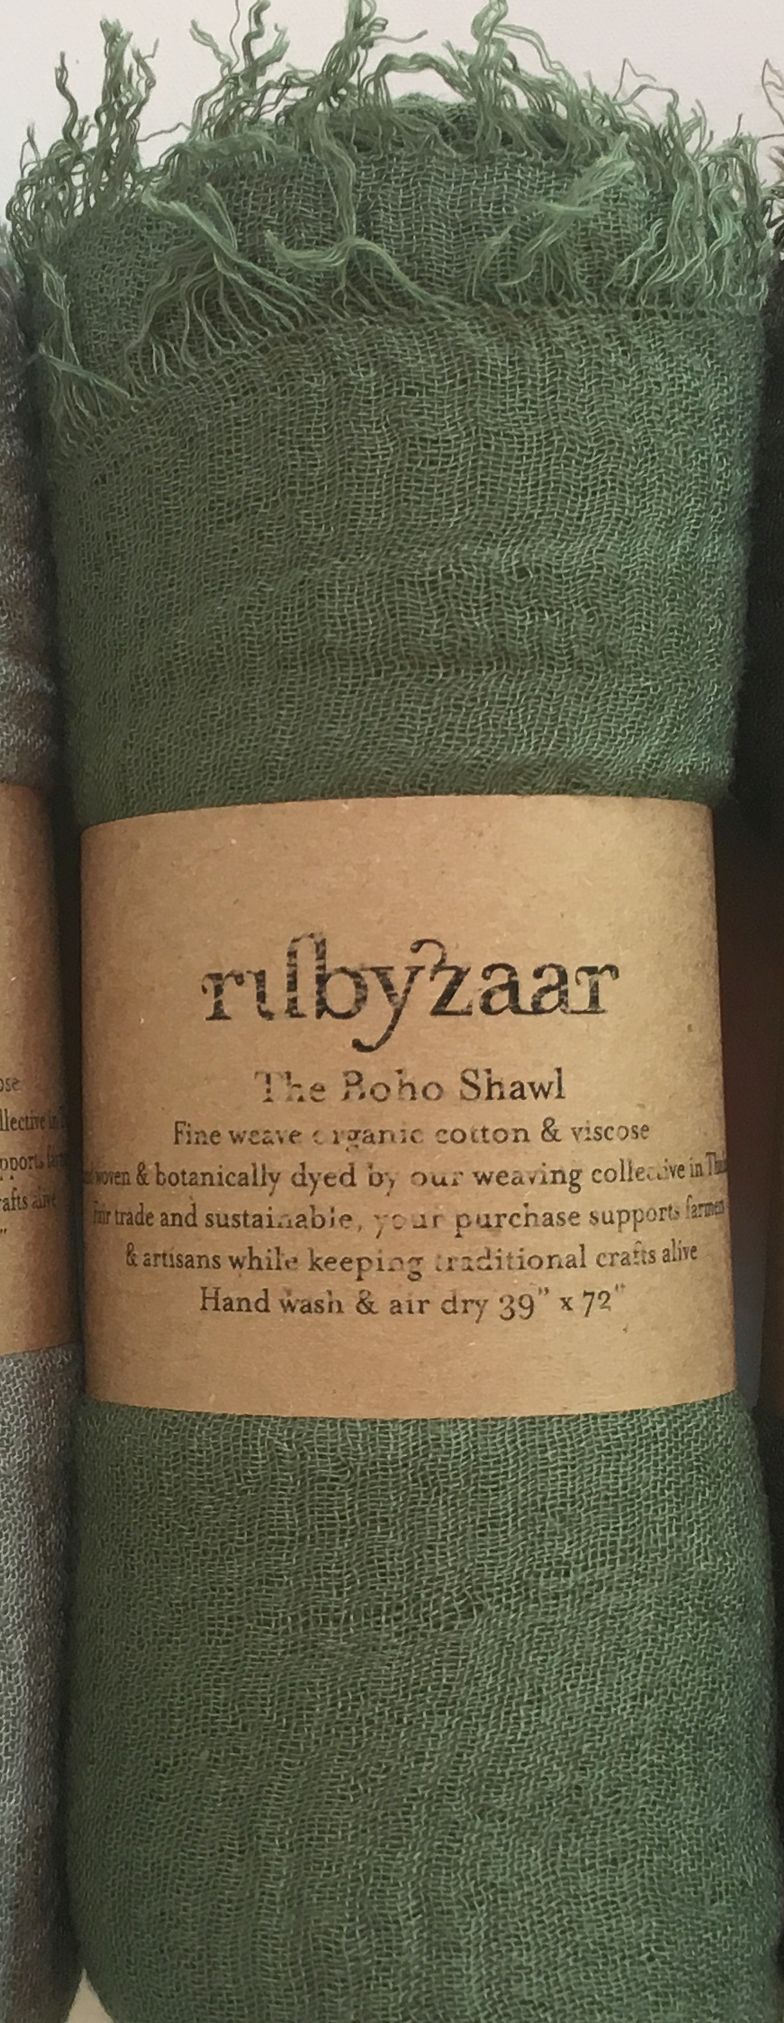 The Boho Shawl
Fine weave organic cotton & viscose
woven & botanically dyed by our weaving collective in
Fair trade and sustainable, your purchase supports farmers
& artisans while keeping traditional crafts alive
Hand wash & air dry 39" x 72"